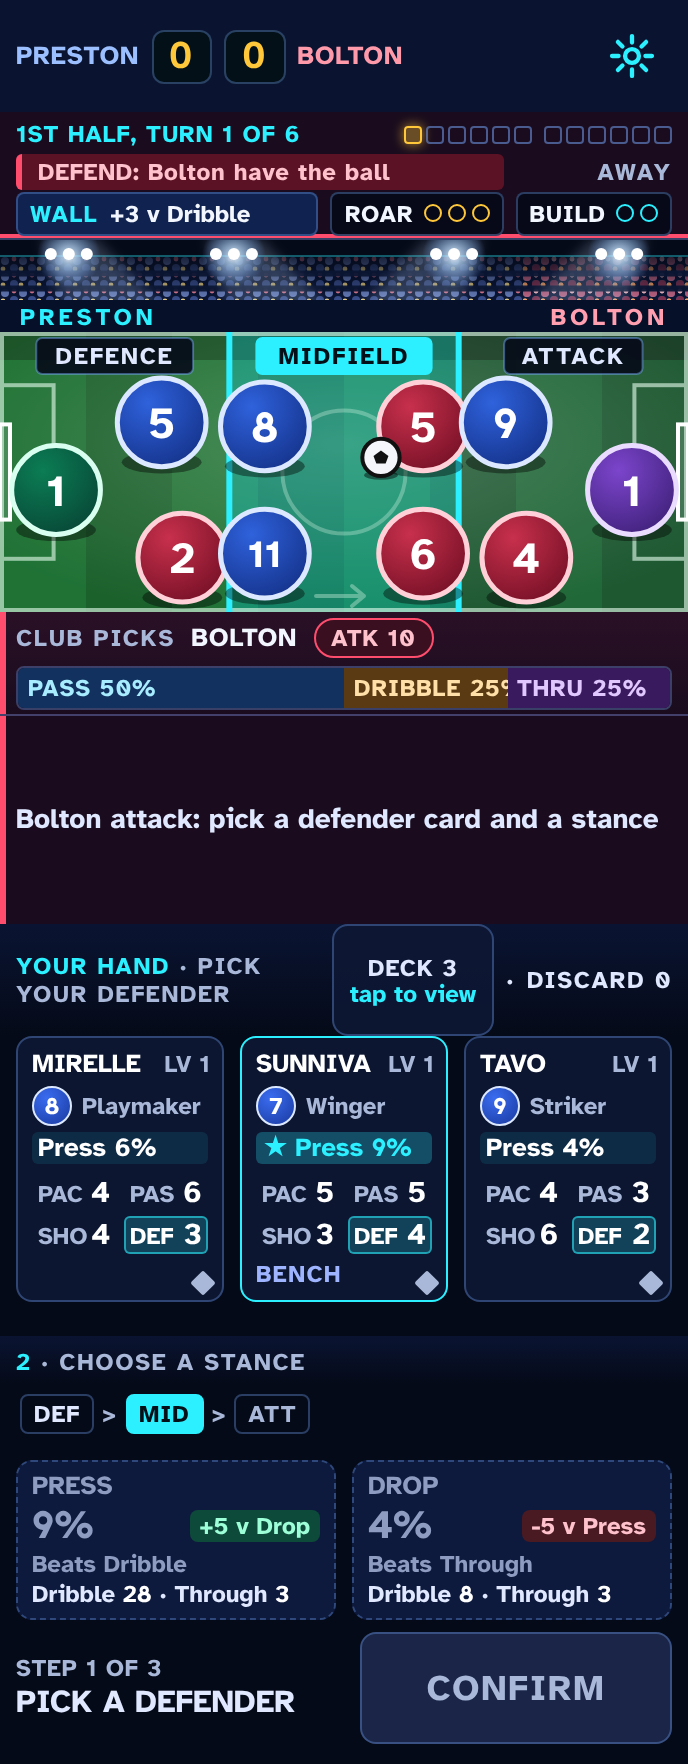 PRESTON 0 0 BOLTON
1ST HALF, TURN 1 OF 6
DEFEND: Bolton have the ball AWAY
WALL +3 v Dribble ROAR BUILD
PRESTON BOLTON
DEFENCE MIDFIELD ATTACK
5 8 5 9
1 1
2 11 6 4
CLUB PICKS BOLTON ATK 10
PASS 50% DRIBBLE 25% THRU 25%
Bolton attack: pick a defender card and a stance
YOUR HAND · PICK YOUR DEFENDER
DECK 3
tap to view
· DISCARD 0
MIRELLE LV 1
8 Playmaker
Press 6%
PAC 4 PAS 6
SHO 4 DEF 3
SUNNIVA LV 1
7 Winger
★ Press 9%
PAC 5 PAS 5
SHO 3 DEF 4
BENCH
TAVO LV 1
9 Striker
Press 4%
PAC 4 PAS 3
SHO 6 DEF 2
2 · CHOOSE A STANCE
DEF > MID > ATT
PRESS
9% +5 v Drop
Beats Dribble
Dribble 28 · Through 3
DROP
4% -5 v Press
Beats Through
Dribble 8 · Through 3
STEP 1 OF 3
PICK A DEFENDER
CONFIRM